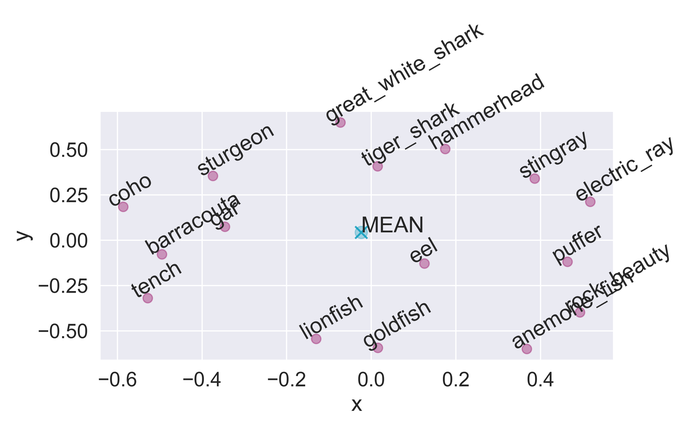 great_white_shark
tiger_shark
hammerhead
0.50
sturgeon
stingray
electric_ray
0.25
coho
barracouta
gar
MEAN
y
0.00
eel
puffer
tench
−0.25
rock_beauty
anemone_fish
lionfish
goldfish
−0.50
−0.6 −0.4 −0.2 0.0 0.2 0.4
x